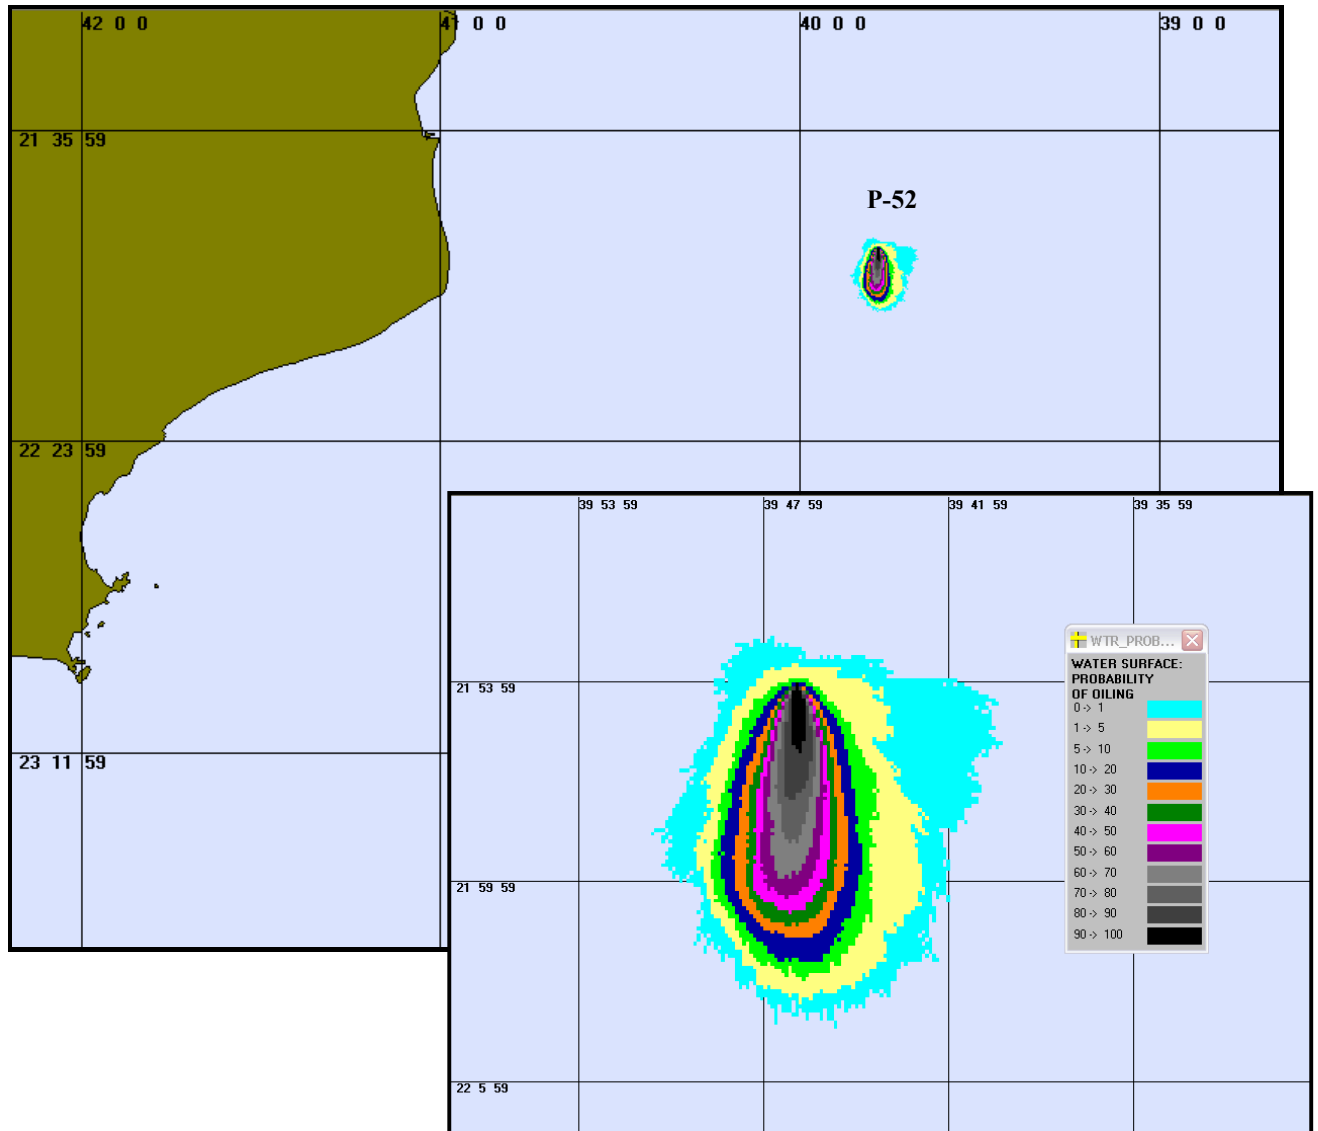 42 0 0
41 0 0
40 0 0
39 0 0
21 35 59
P-52
22 23 59
23 11 59
39 53 59
39 47 59
39 41 59
39 35 59
21 53 59
21 59 59
22 5 59
WTR_PROB...
WATER SURFACE:
PROBABILITY
OF OILING
0 -> 1
1 -> 5
5 -> 10
10 -> 20
20 -> 30
30 -> 40
40 -> 50
50 -> 60
60 -> 70
70 -> 80
80 -> 90
90 -> 100